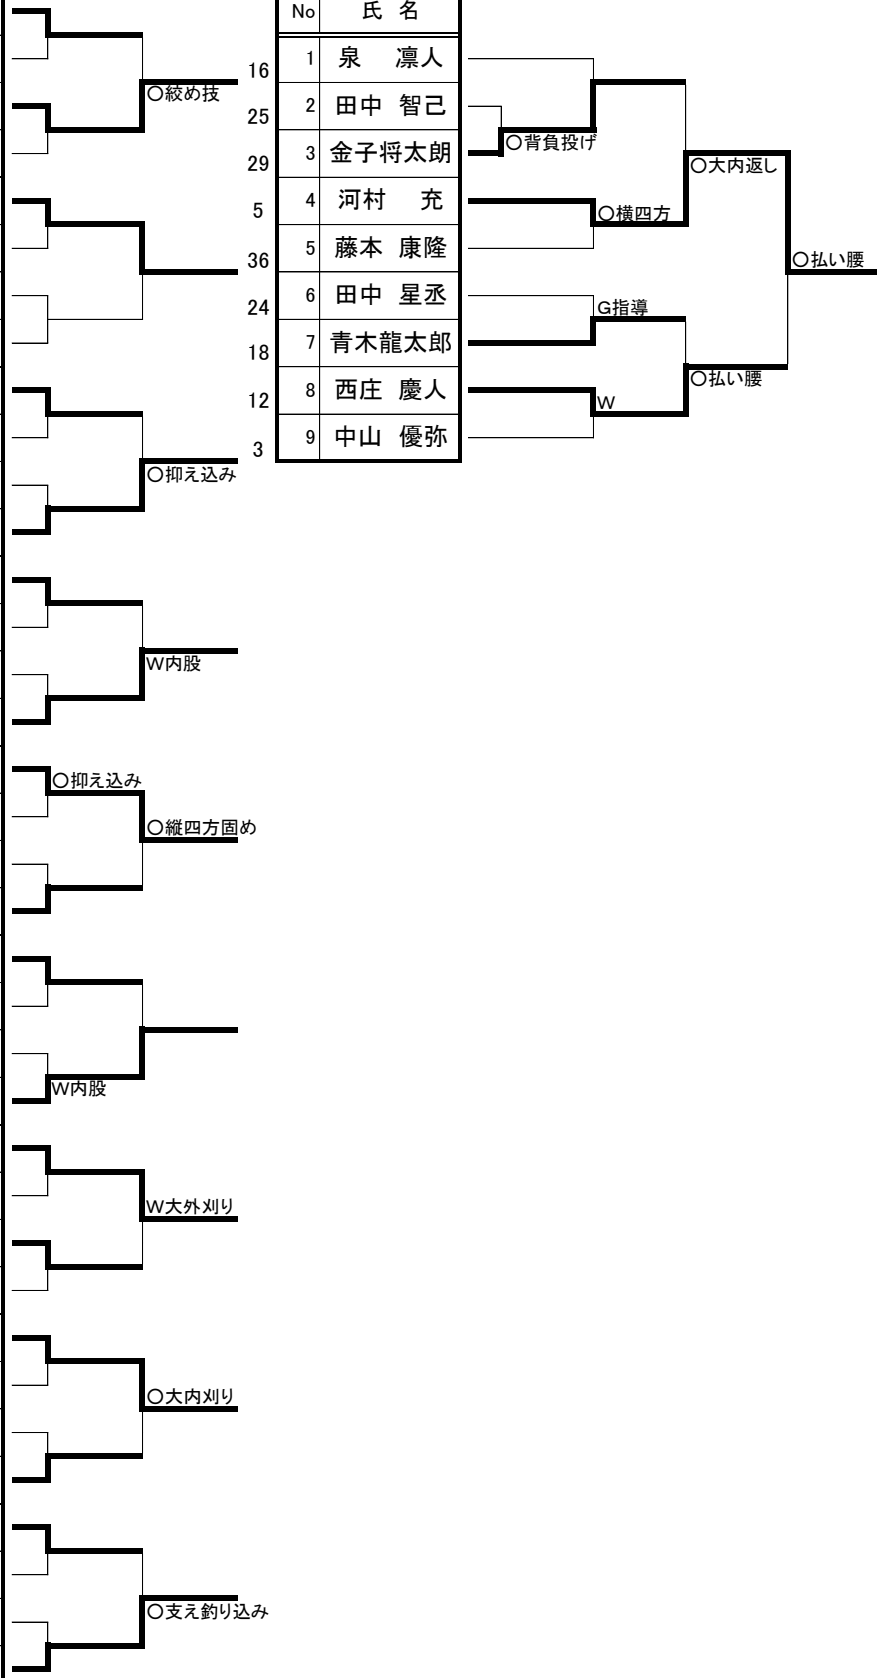 No 氏 名
16 1 泉 凛人
○絞め技
25 2 田中 智己
○背負投げ
29 3 金子将太朗
○大内返し
5 4 河村 充
○横四方
36 5 藤本 康隆
○払い腰
24 6 田中 星丞
G指導
18 7 青木龍太郎
○払い腰
12 8 西庄 慶人
W
3 9 中山 優弥
○抑え込み
W内股
○抑え込み
○縦四方固め
W内股
W大外刈り
○大内刈り
○支え釣り込み